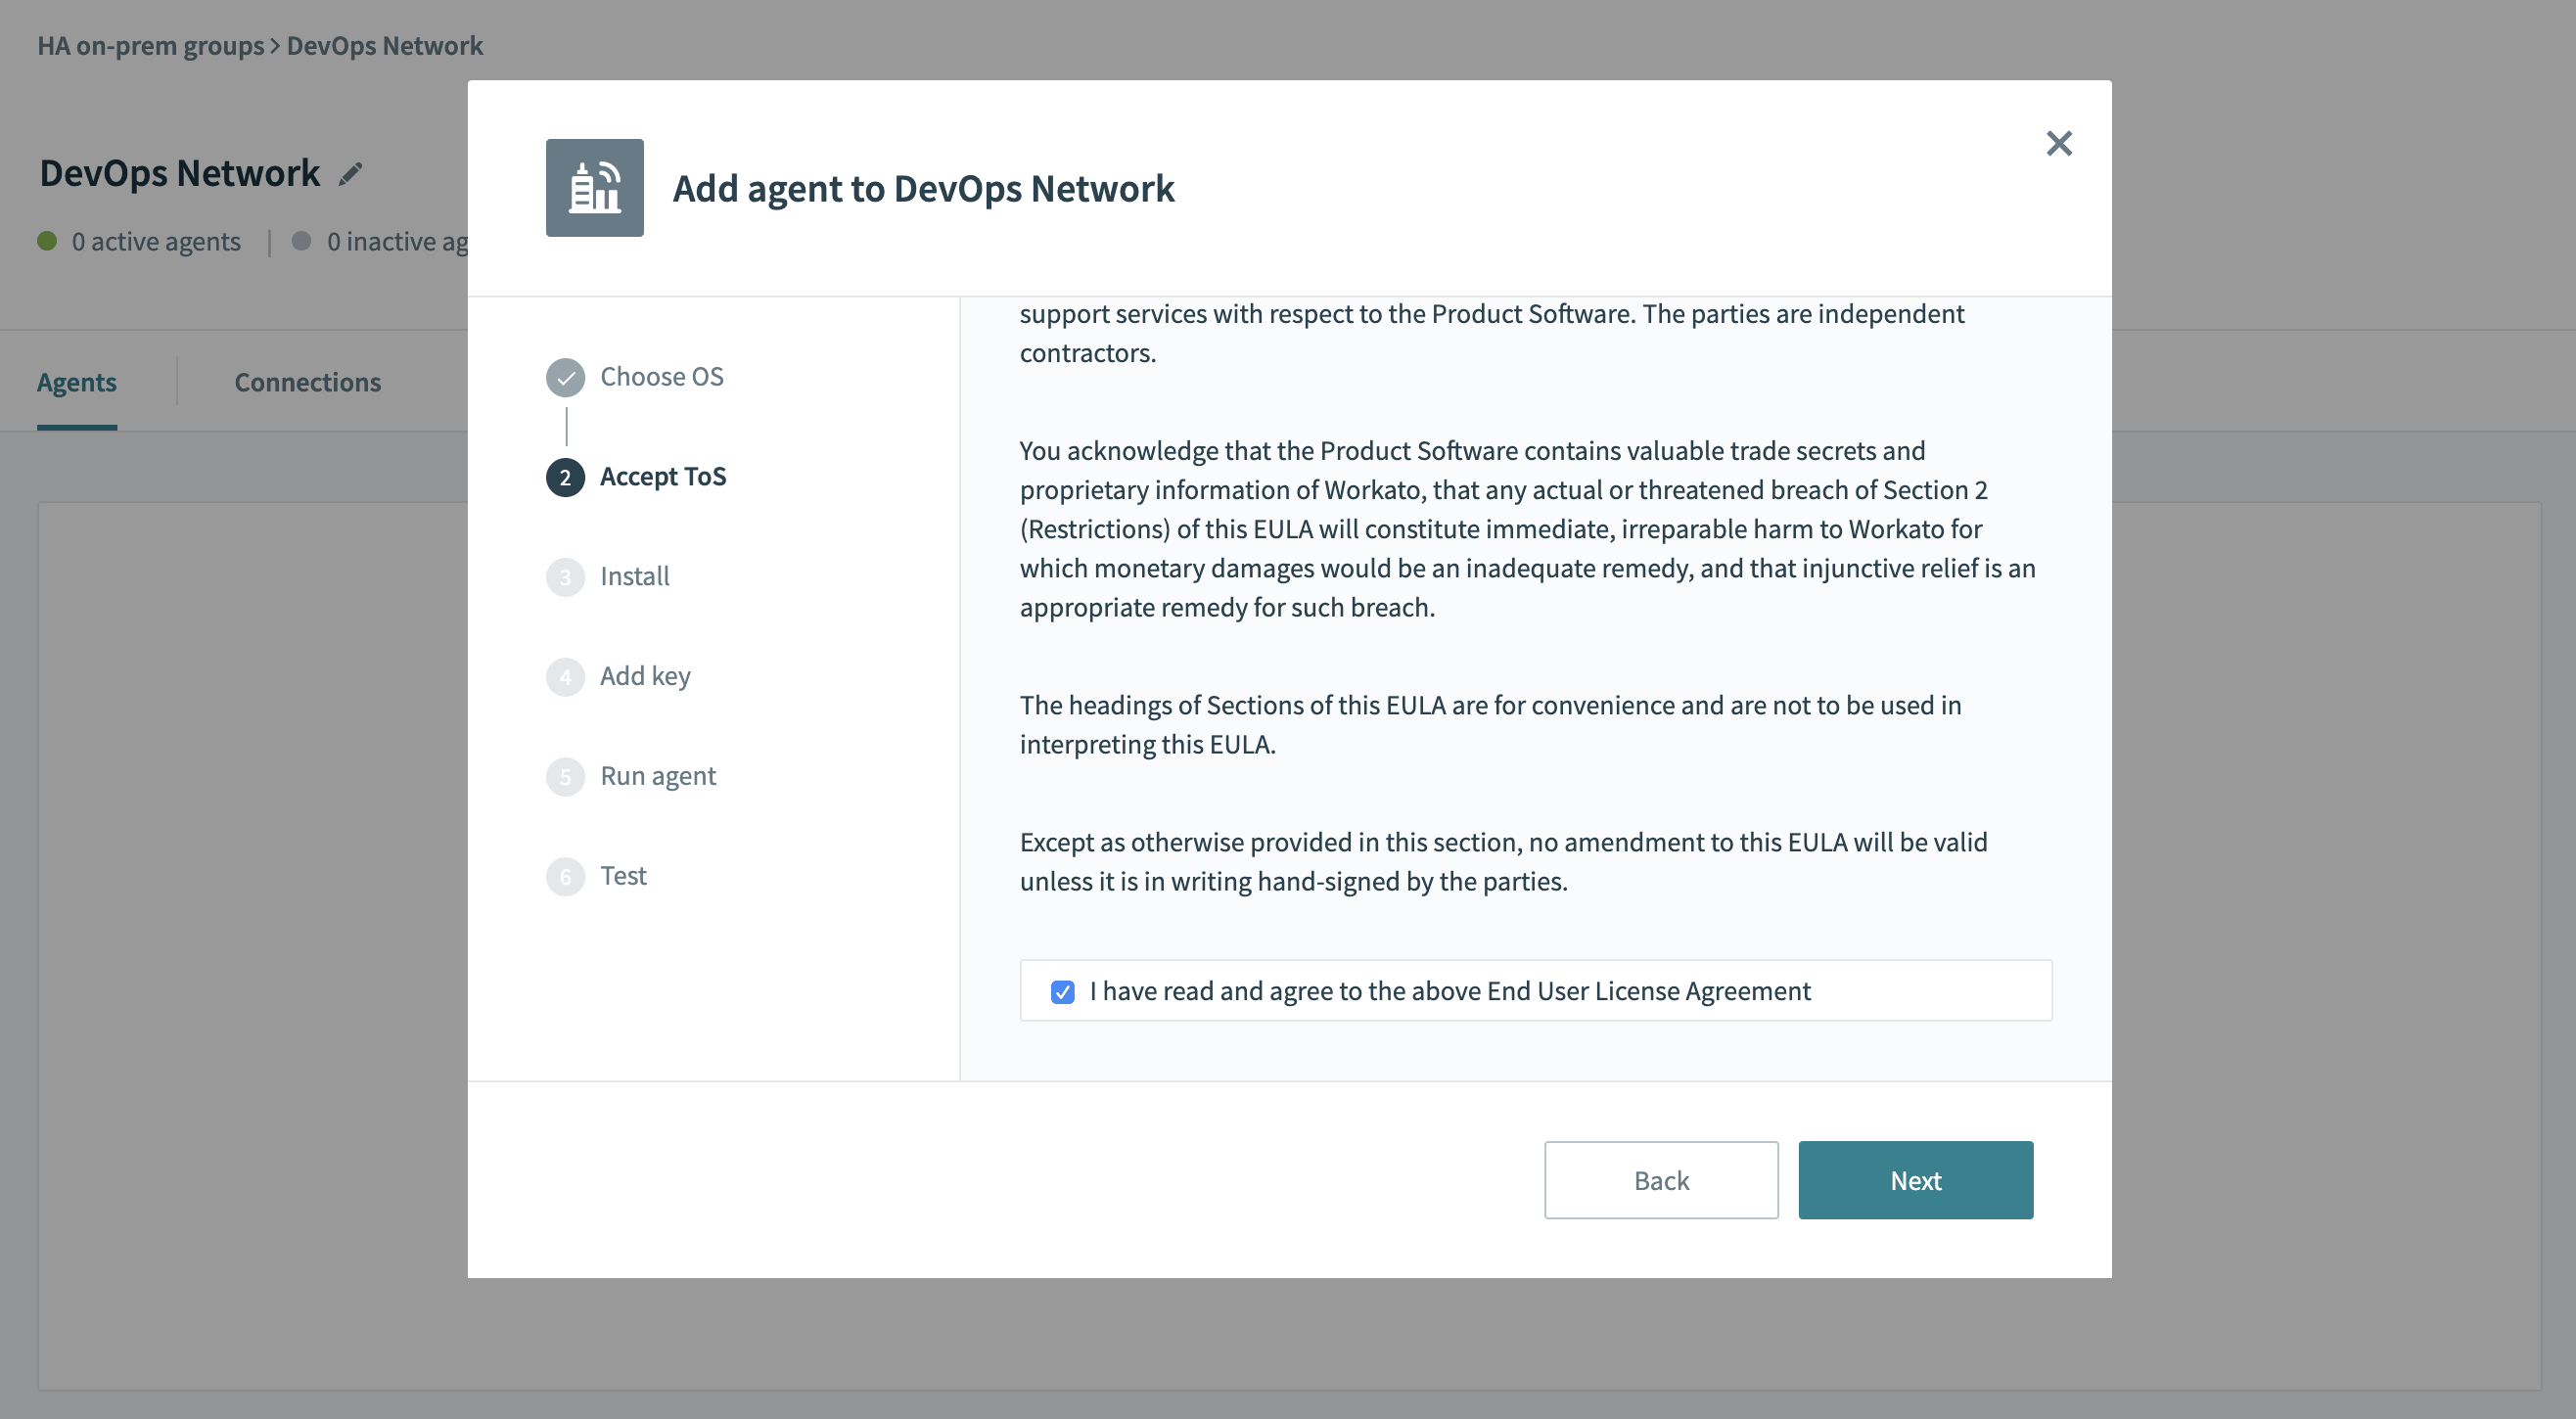 HA on-prem groups > DevOps Network
DevOps Network
0 active agents | 0 inactive ag
Agents
Connections
Add agent to DevOps Network
Choose OS
2 Accept ToS
3 Install
4 Add key
5 Run agent
6 Test
support services with respect to the Product Software. The parties are independent
contractors.
You acknowledge that the Product Software contains valuable trade secrets and
proprietary information of Workato, that any actual or threatened breach of Section 2
(Restrictions) of this EULA will constitute immediate, irreparable harm to Workato for
which monetary damages would be an inadequate remedy, and that injunctive relief is an
appropriate remedy for such breach.
The headings of Sections of this EULA are for convenience and are not to be used in
interpreting this EULA.
Except as otherwise provided in this section, no amendment to this EULA will be valid
unless it is in writing hand-signed by the parties.
I have read and agree to the above End User License Agreement
Back
Next